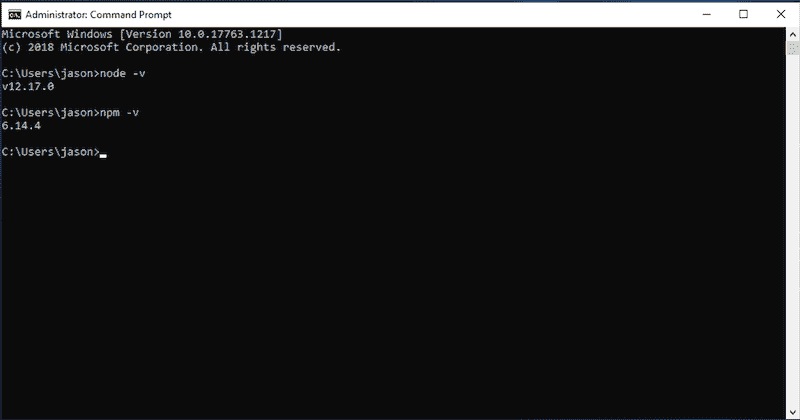 Administrator: Command Prompt
Microsoft Windows [Version 10.0.17763.1217]
(c) 2018 Microsoft Corporation. All rights reserved.
C:\Users\jason>node -v
v12.17.0
C:\Users\jason>npm -v
6.14.4
C:\Users\jason>